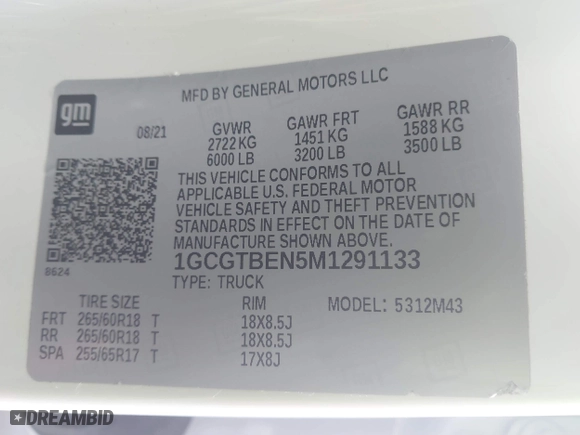 gm
MFD BY GENERAL MOTORS LLC
08/21
GVWR GAWR FRT GAWR RR
2722 KG 1451 KG 1588 KG
6000 LB 3200 LB 3500 LB
THIS VEHICLE CONFORMS TO ALL
APPLICABLE U.S. FEDERAL MOTOR
VEHICLE SAFETY AND THEFT PREVENTION
STANDARDS IN EFFECT ON THE DATE OF
MANUFACTURE SHOWN ABOVE.
B624
1GCGTBEN5M1291133
TYPE: TRUCK
TIRE SIZE RIM MODEL: 5312M43
FRT 265/60R18 T 18X8.5J
RR 265/60R18 T 18X8.5J
SPA 255/65R17 T 17X8J
DREAMBID